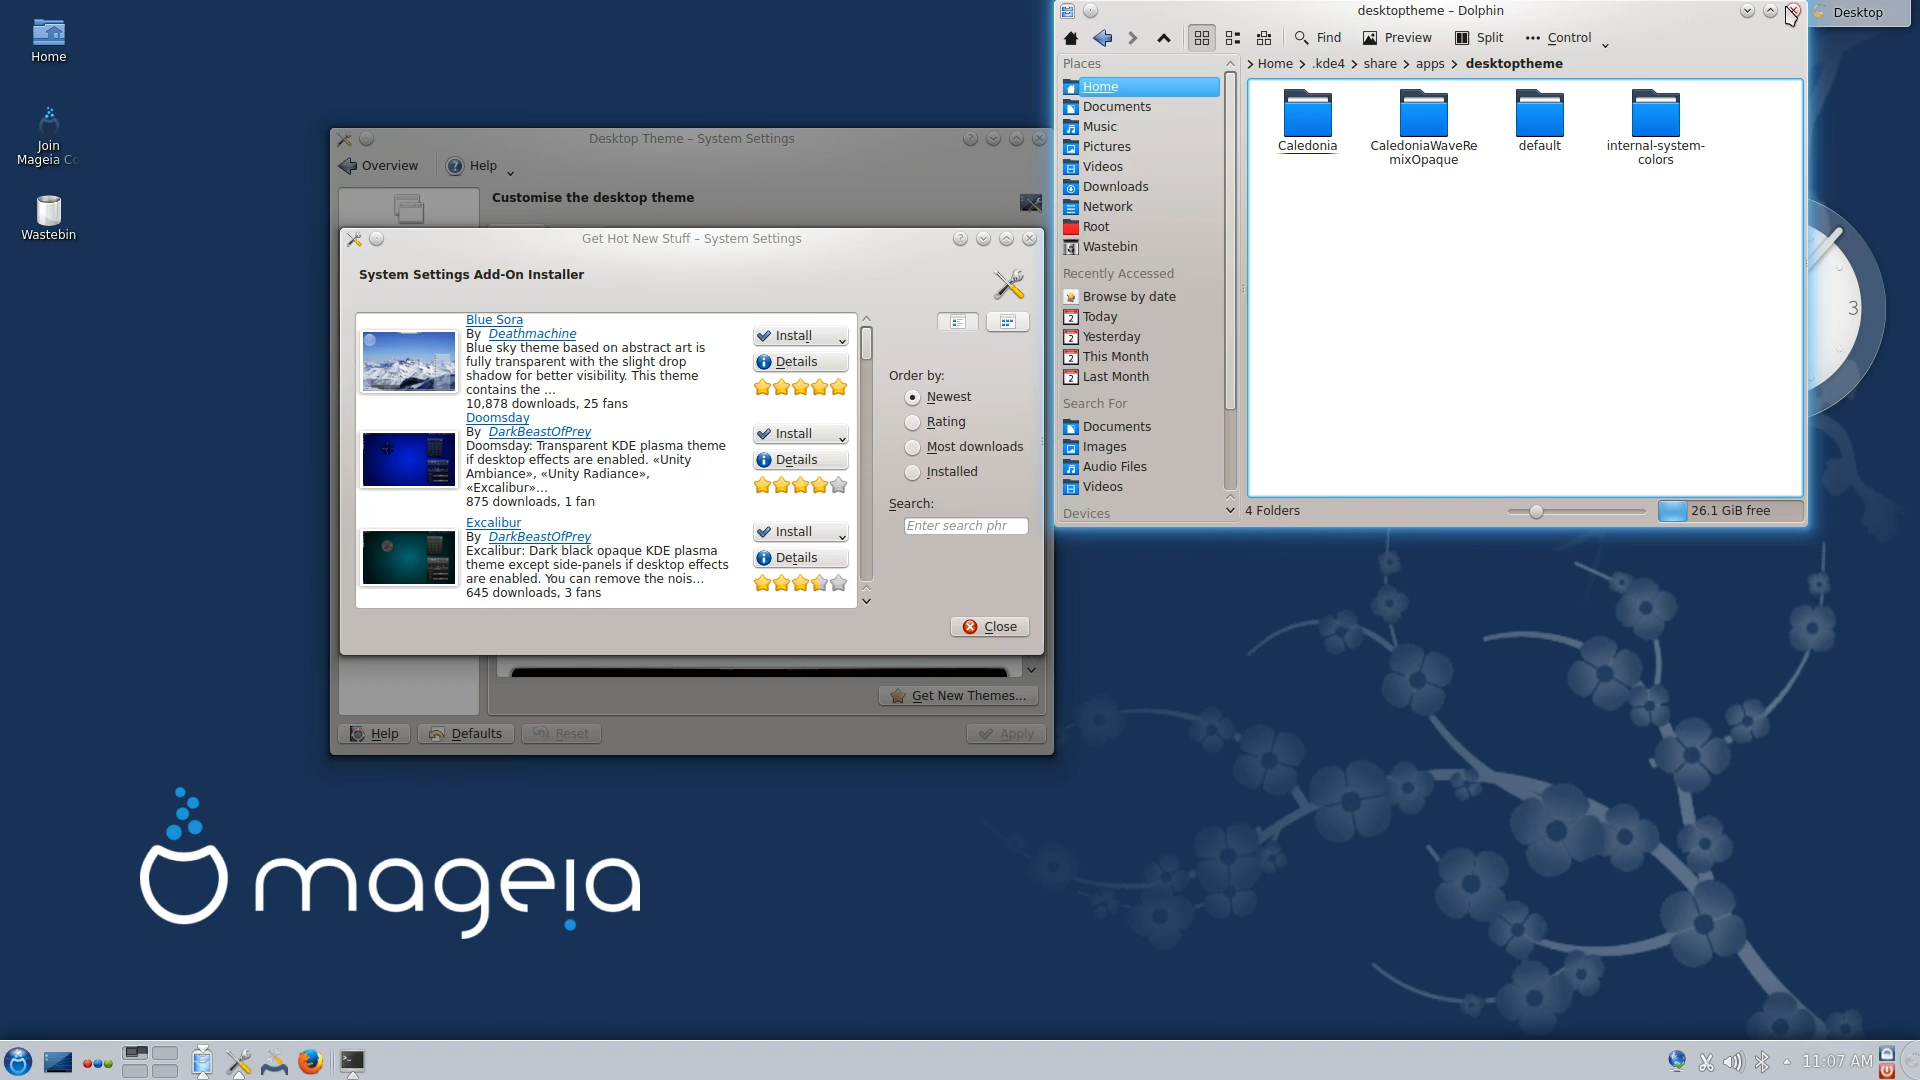 Home
Join
Mageia Co
Wastebin
mageia
Desktop Theme – System Settings
Overview
Help
Customise the desktop theme
Get Hot New Stuff – System Settings
System Settings Add-On Installer
Blue Sora
By Deathmachine
Blue sky theme based on abstract art is
fully transparent with the slight drop
shadow for better visibility. This theme
contains the ...
10,878 downloads, 25 fans
Install
Details
Doomsday
By DarkBeastOfPrey
Doomsday: Transparent KDE plasma theme
if desktop effects are enabled. «Unity
Ambiance», «Unity Radiance»,
«Excalibur»...
875 downloads, 1 fan
Install
Details
Excalibur
By DarkBeastOfPrey
Excalibur: Dark black opaque KDE plasma
theme except side-panels if desktop effects
are enabled. You can remove the nois...
645 downloads, 3 fans
Install
Details
Order by:
Newest
Rating
Most downloads
Installed
Search:
Enter search phr
Close
Get New Themes...
Help
Defaults
Reset
Apply
desktoptheme – Dolphin
Find
Preview
Split
Control
Places
Home
Documents
Music
Pictures
Videos
Downloads
Network
Root
Wastebin
Recently Accessed
Browse by date
Today
Yesterday
This Month
Last Month
Search For
Documents
Images
Audio Files
Videos
Devices
> Home > .kde4 > share > apps > desktoptheme
Caledonia
CaledoniaWaveRe
mixOpaque
default
internal-system-
colors
4 Folders
26.1 GiB free
Desktop
3
11:07 AM